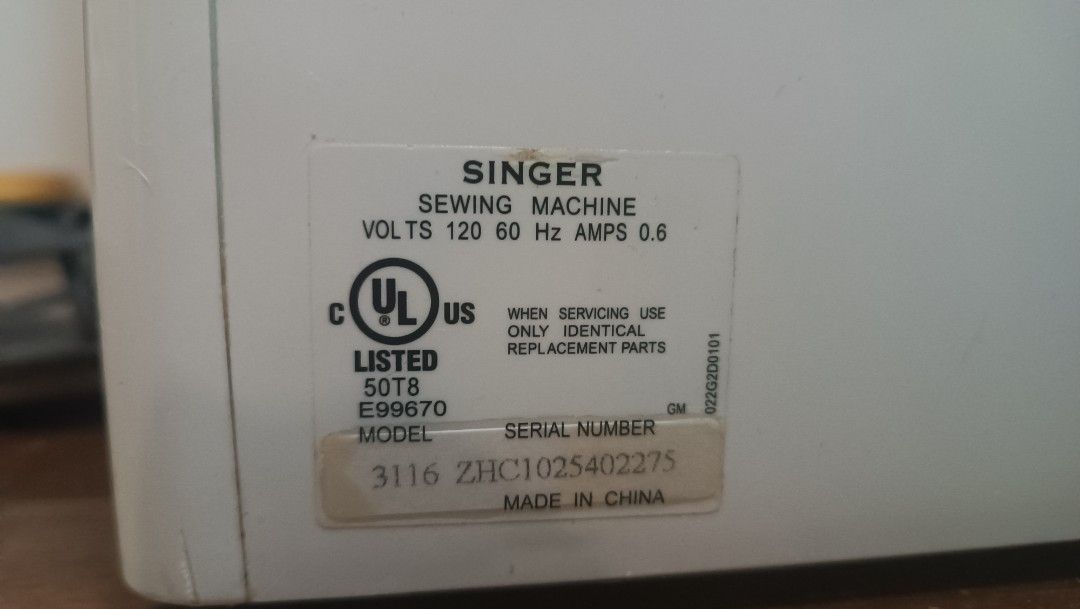 SINGER
SEWING MACHINE
VOLTS 120 60 Hz AMPS 0.6
C UL® US
LISTED
50T8
E99670
WHEN SERVICING USE
ONLY IDENTICAL
REPLACEMENT PARTS
022G2D0101
GM
MODEL SERIAL NUMBER
3116 ZHC1025402275
MADE IN CHINA